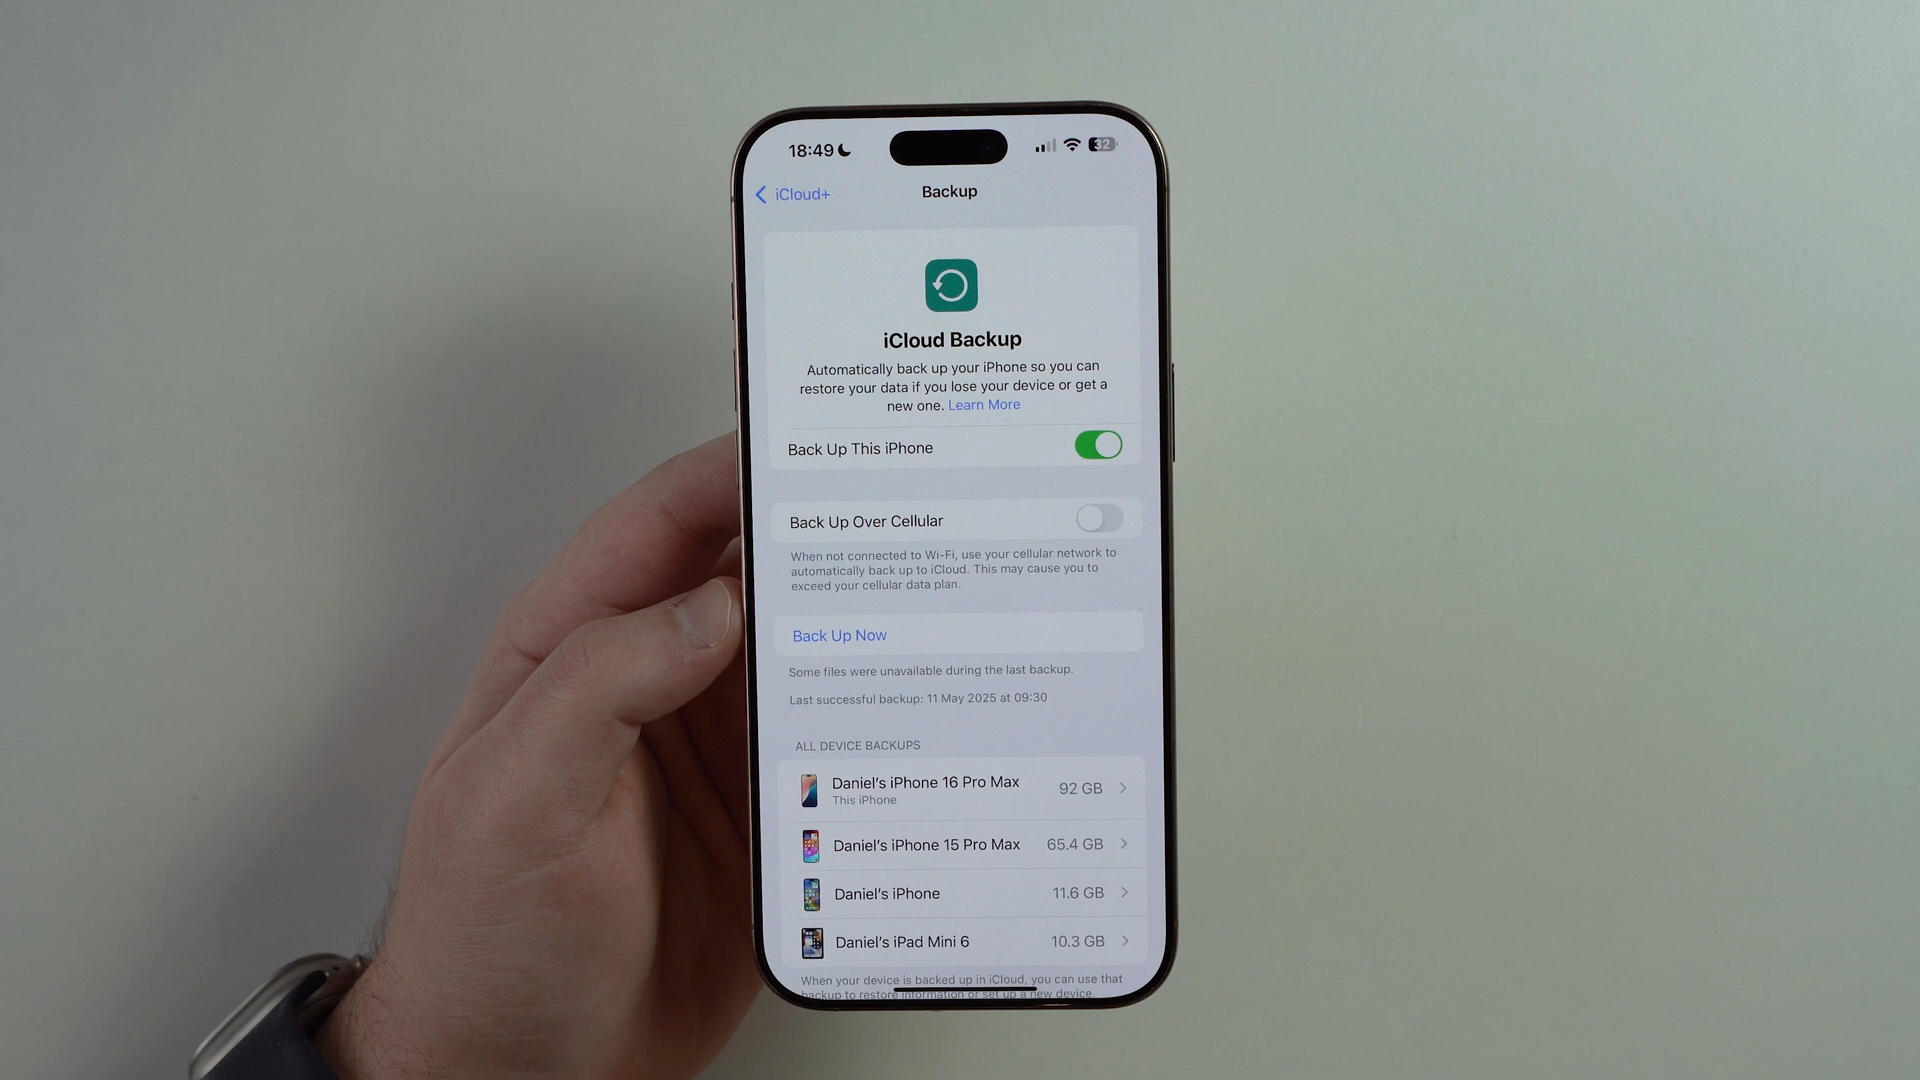 18:49
32
iCloud+
Backup
iCloud Backup
Automatically back up your iPhone so you can
restore your data if you lose your device or get a
new one. Learn More
Back Up This iPhone
Back Up Over Cellular
When not connected to Wi-Fi, use your cellular network to
automatically back up to iCloud. This may cause you to
exceed your cellular data plan.
Back Up Now
Some files were unavailable during the last backup.
Last successful backup: 11 May 2025 at 09:30
ALL DEVICE BACKUPS
Daniel's iPhone 16 Pro Max 92 GB
This iPhone
Daniel's iPhone 15 Pro Max 65.4 GB
Daniel's iPhone 11.6 GB
Daniel's iPad Mini 6 10.3 GB
When your device is backed up in iCloud, you can use that
backup to restore information or set up a new device.